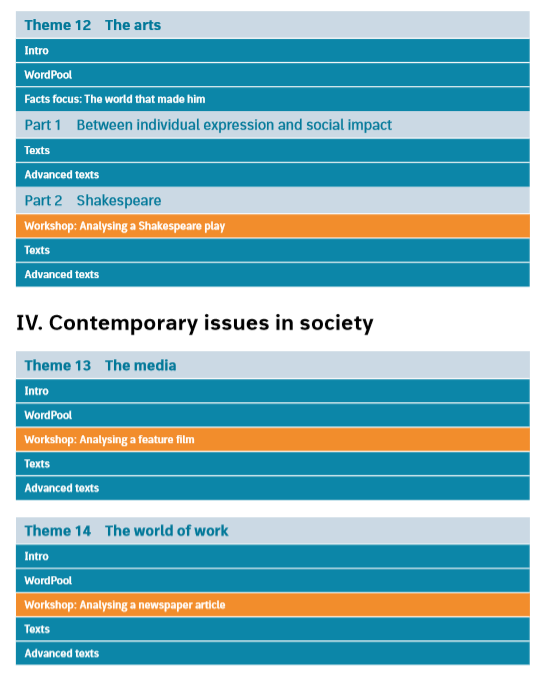 Theme 12 The arts
Intro
WordPool
Facts focus: The world that made him
Part 1 Between individual expression and social impact
Texts
Advanced texts
Part 2 Shakespeare
Workshop: Analysing a Shakespeare play
Texts
Advanced texts
IV. Contemporary issues in society
Theme 13 The media
Intro
WordPool
Workshop: Analysing a feature film
Texts
Advanced texts
Theme 14 The world of work
Intro
WordPool
Workshop: Analysing a newspaper article
Texts
Advanced texts